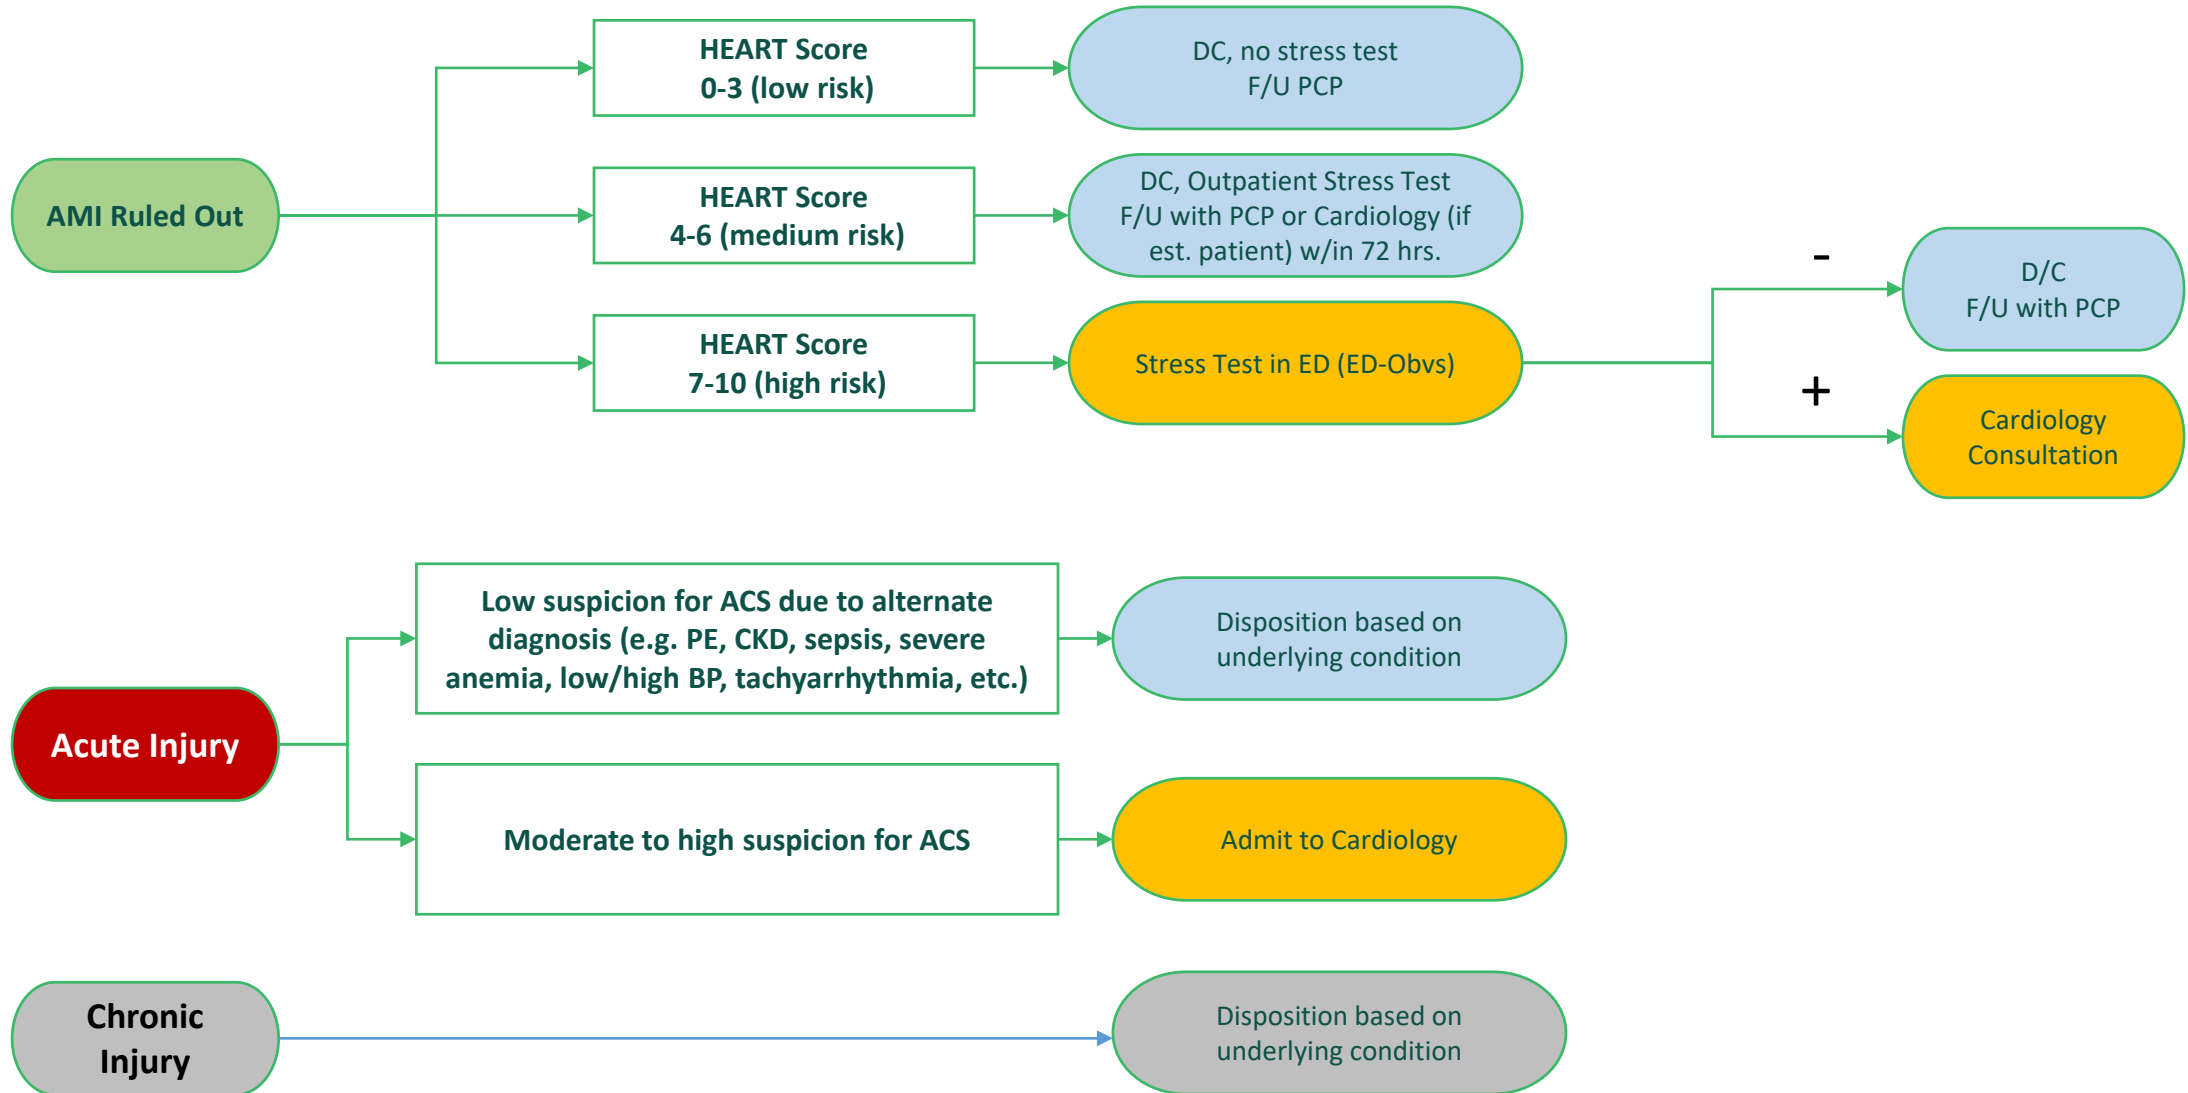 HEART Score
0-3 (low risk)
DC, no stress test
F/U PCP
AMI Ruled Out
HEART Score
4-6 (medium risk)
DC, Outpatient Stress Test
F/U with PCP or Cardiology (if
est. patient) w/in 72 hrs.
HEART Score
7-10 (high risk)
Stress Test in ED (ED-Obvs)
-
D/C
F/U with PCP
+
Cardiology
Consultation
Acute Injury
Low suspicion for ACS due to alternate
diagnosis (e.g. PE, CKD, sepsis, severe
anemia, low/high BP, tachyarrhythmia, etc.)
Disposition based on
underlying condition
Moderate to high suspicion for ACS
Admit to Cardiology
Chronic
Injury
Disposition based on
underlying condition